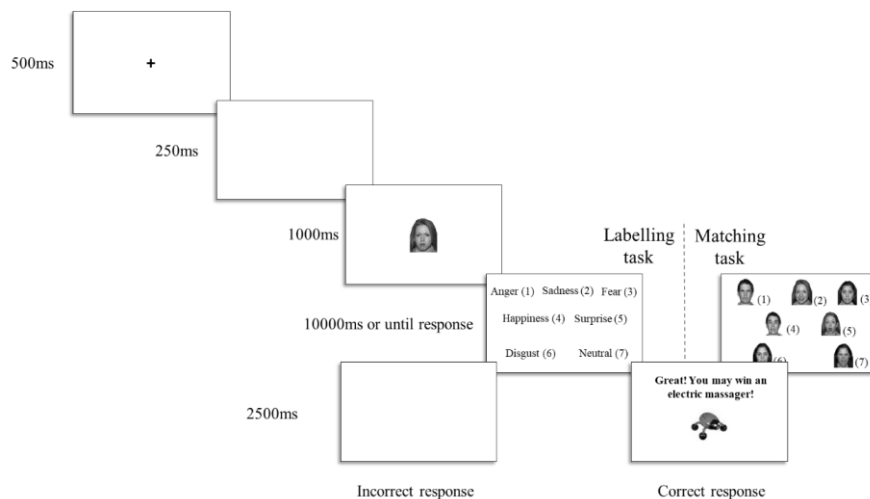 500ms
+
250ms
1000ms
Labelling
task
Matching
task
10000ms or until response
Anger (1) Sadness (2) Fear (3)
Happiness (4) Surprise (5)
Disgust (6) Neutral (7)
(1) (2) (3)
(4) (5)
(6) (7)
2500ms
Great! You may win an
electric massager!
Incorrect response
Correct response